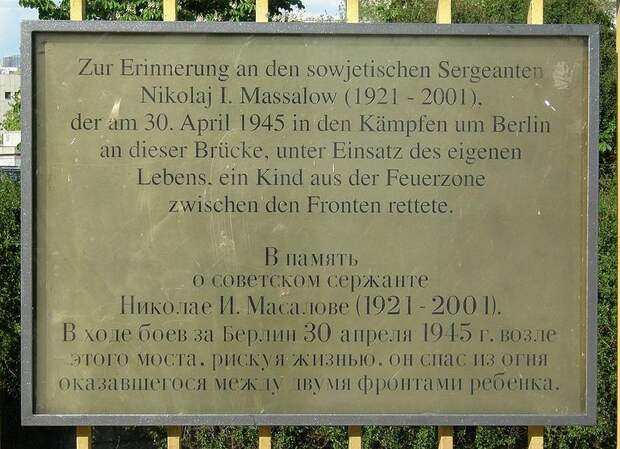 Zur Erinnerung an den sowjetischen Sergeanten
Nikolaj I. Massalow (1921 - 2001),
der am 30. April 1945 in den Kämpfen um Berlin
an dieser Brücke, unter Einsatz des eigenen
Lebens, ein Kind aus der Feuerzone
zwischen den Fronten rettete.
В память
о советском сержанте
Николае И. Масалове (1921 - 2001).
В ходе боев за Берлин 30 апреля 1945 г. возле
этого моста, рискуя жизнью, он спас из огня
оказавшегося между двумя фронтами ребенка.